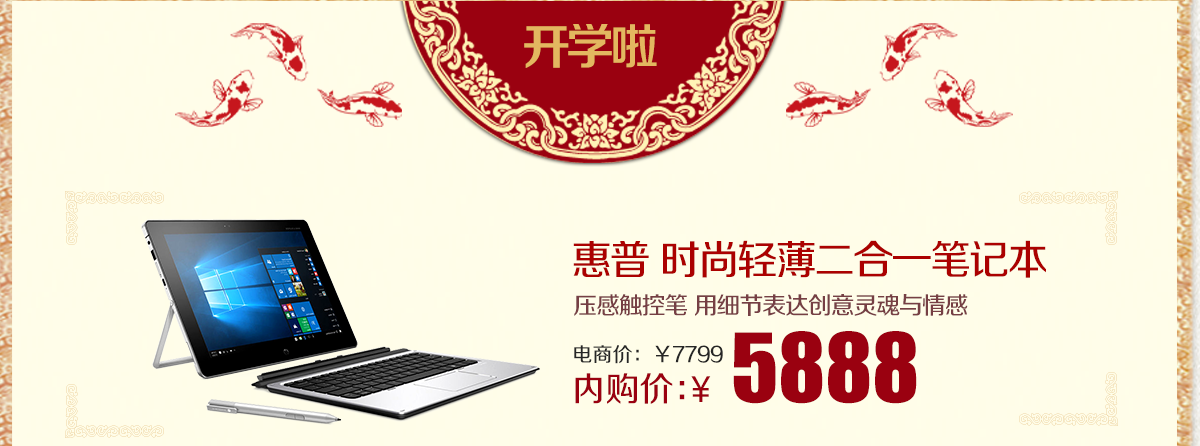 开学啦
惠普 时尚轻薄二合一笔记本
压感触控笔 用细节表达创意灵魂与情感
电商价：￥7799
内购价:￥ 5888